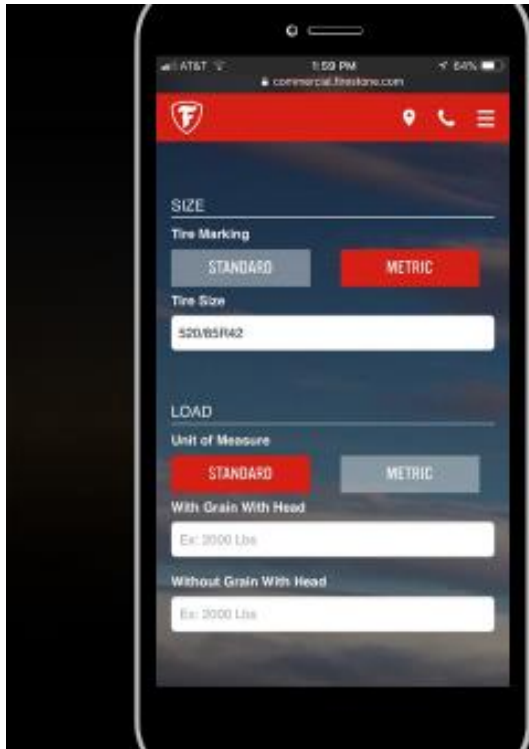 AT&T 1:59 PM 64%
commercial.firestone.com
SIZE
Tire Marking
STANDARD METRIC
Tire Size
520/85R42
LOAD
Unit of Measure
STANDARD METRIC
With Grain With Head
Ex: 2000 Lbs
Without Grain With Head
Ex: 2000 Lbs